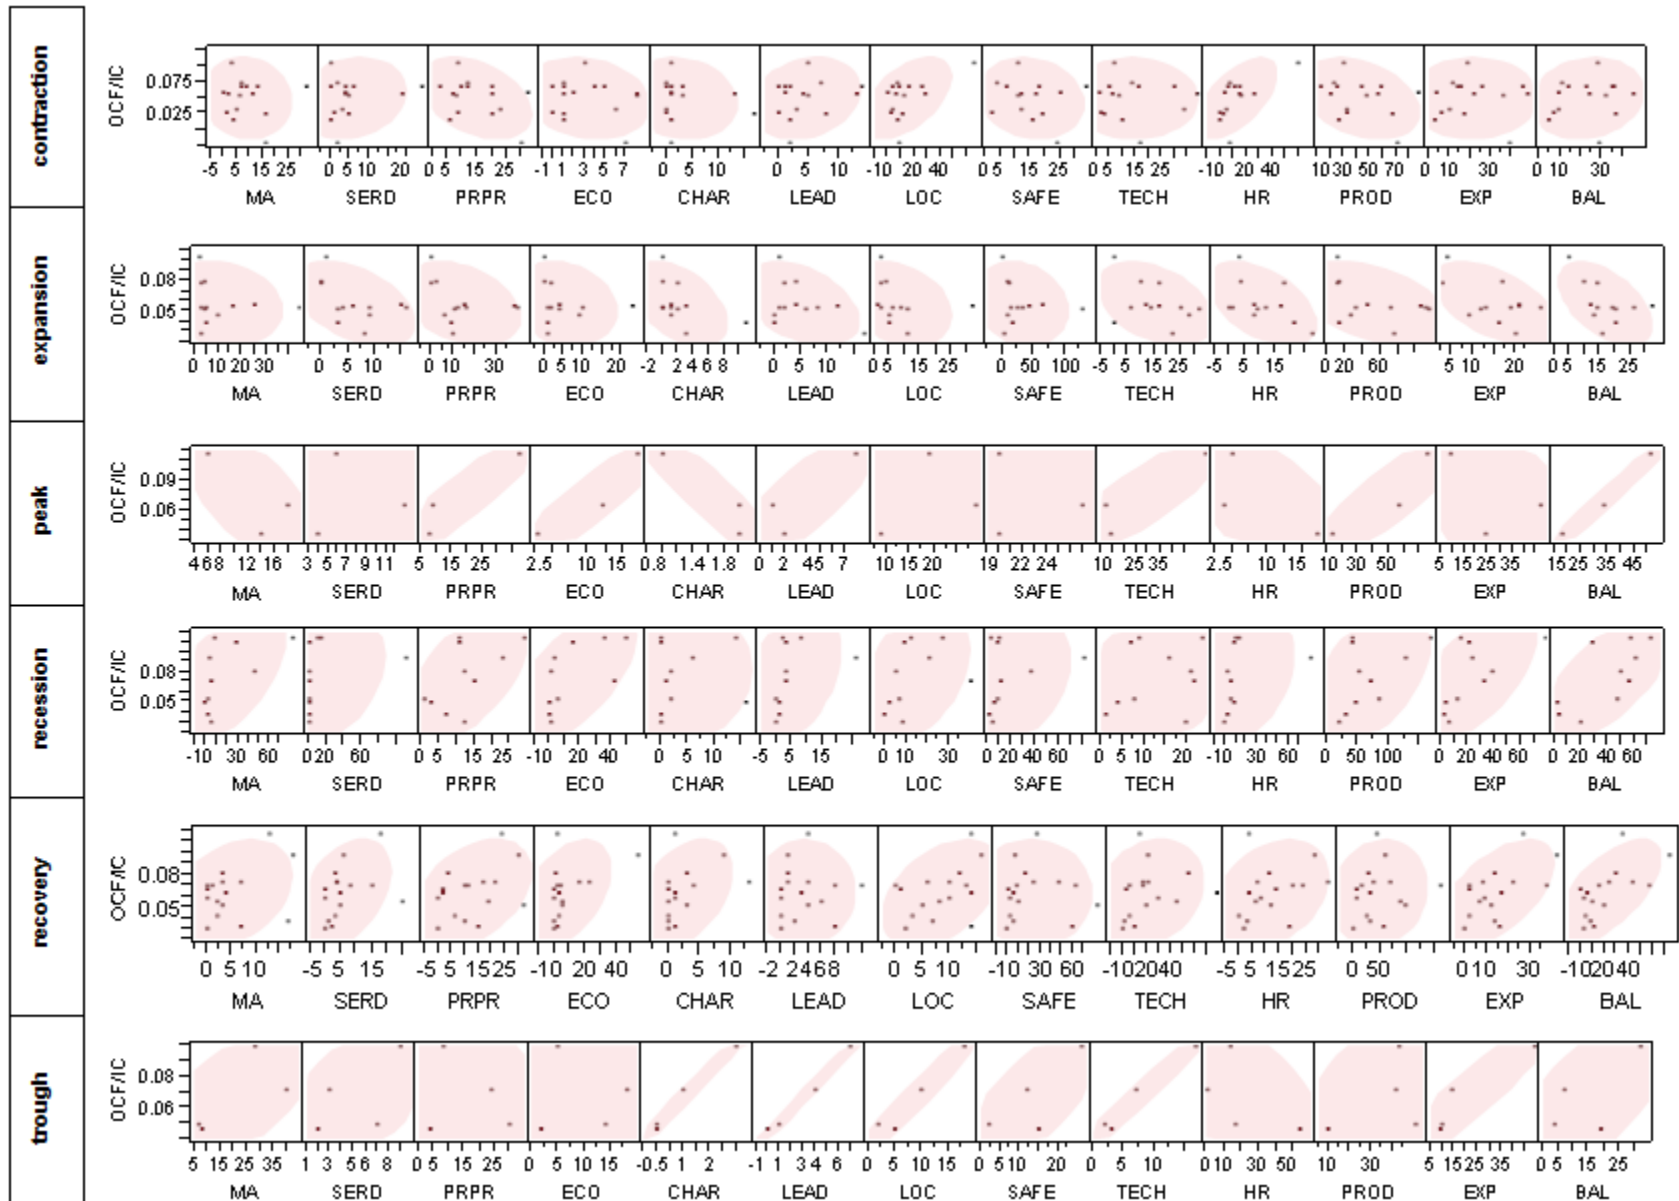 contraction
OCF/IC
0.075
0.025
-5 5 15 25
0 5 10 20
0 5 15 25
-1 1 3 5 7
0 5 10
0 5 10
-10 20 40
0 5 15 25
0 5 15 25
-10 20 40
10 30 50 70
0 10 30
0 10 30
MA SERD PRPR ECO CHAR LEAD LOC SAFE TECH HR PROD EXP BAL
expansion
OCF/IC
0.08
0.05
0 10 20 30
0 5 10
0 10 30
0 5 10 20
-2 2 4 6 8
0 5 10
0 5 15 25
0 50 100
-5 5 15 25
-5 5 15
0 20 60
5 10 20
0 5 15 25
MA SERD PRPR ECO CHAR LEAD LOC SAFE TECH HR PROD EXP BAL
peak
OCF/IC
0.09
0.06
4 6 8 12 16
3 5 7 9 11
5 15 25
2.5 10 15
0.8 1.4 1.8
0 2 4 5 7
10 15 20
19 22 24
10 25 35
2.5 10 15
10 30 50
5 15 25 35
15 25 35 45
MA SERD PRPR ECO CHAR LEAD LOC SAFE TECH HR PROD EXP BAL
recession
OCF/IC
0.08
0.05
-10 30 60
0 20 60
0 5 15 25
-10 20 40
0 5 10
-5 5 15
0 10 30
0 20 40 60
0 5 10 20
-10 30 60
0 50 100
0 20 40 60
0 20 40 60
MA SERD PRPR ECO CHAR LEAD LOC SAFE TECH HR PROD EXP BAL
recovery
OCF/IC
0.08
0.05
0 5 10
-5 5 15
-5 5 15 25
-10 20 40
0 5 10
-2 2 4 6 8
0 5 10
-10 30 60
-10 20 40
-5 5 15 25
0 50
0 10 30
-10 20 40
MA SERD PRPR ECO CHAR LEAD LOC SAFE TECH HR PROD EXP BAL
trough
OCF/IC
0.08
0.06
5 15 25 35
1 3 5 6 8
0 5 15 25
0 5 10 15
-0.5 1 2
-1 1 3 4 6
0 5 10 15
0 5 10 20
0 5 10
0 10 30 50
10 30
5 15 25 35
0 5 15 25
MA SERD PRPR ECO CHAR LEAD LOC SAFE TECH HR PROD EXP BAL